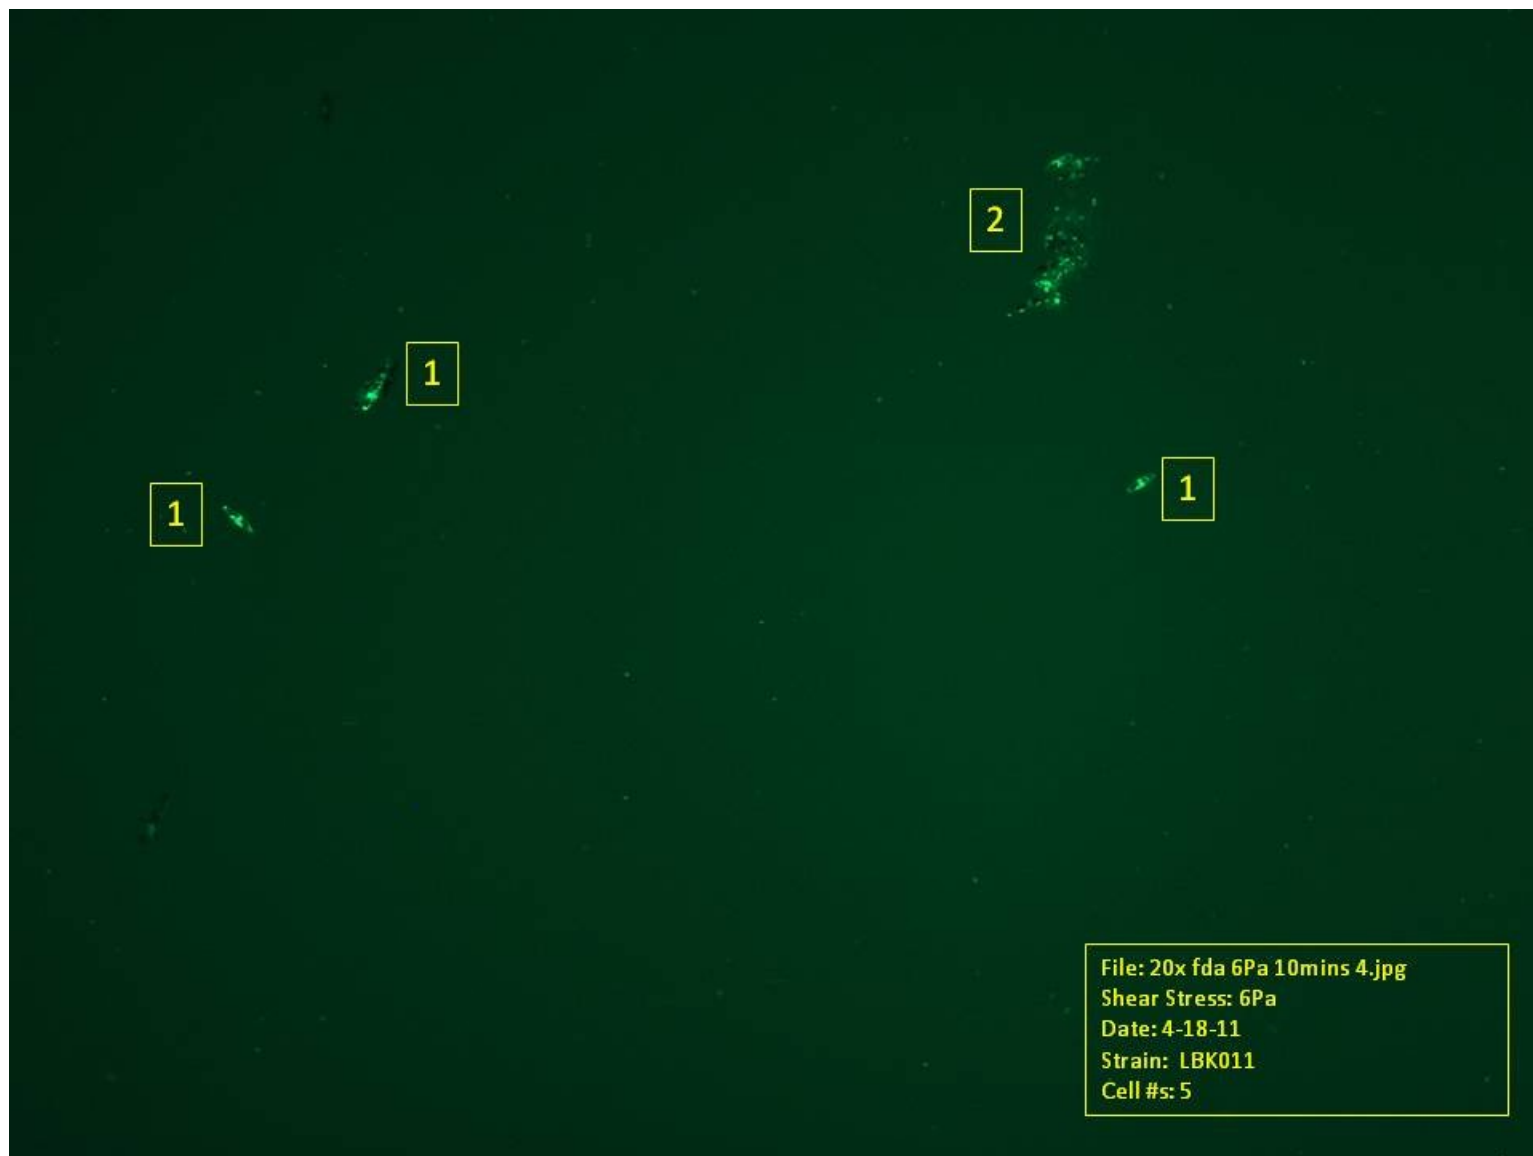 2
1
1
1
File: 20x fda 6Pa 10mins 4.jpg
Shear Stress: 6Pa
Date: 4-18-11
Strain: LBK011
Cell #s: 5